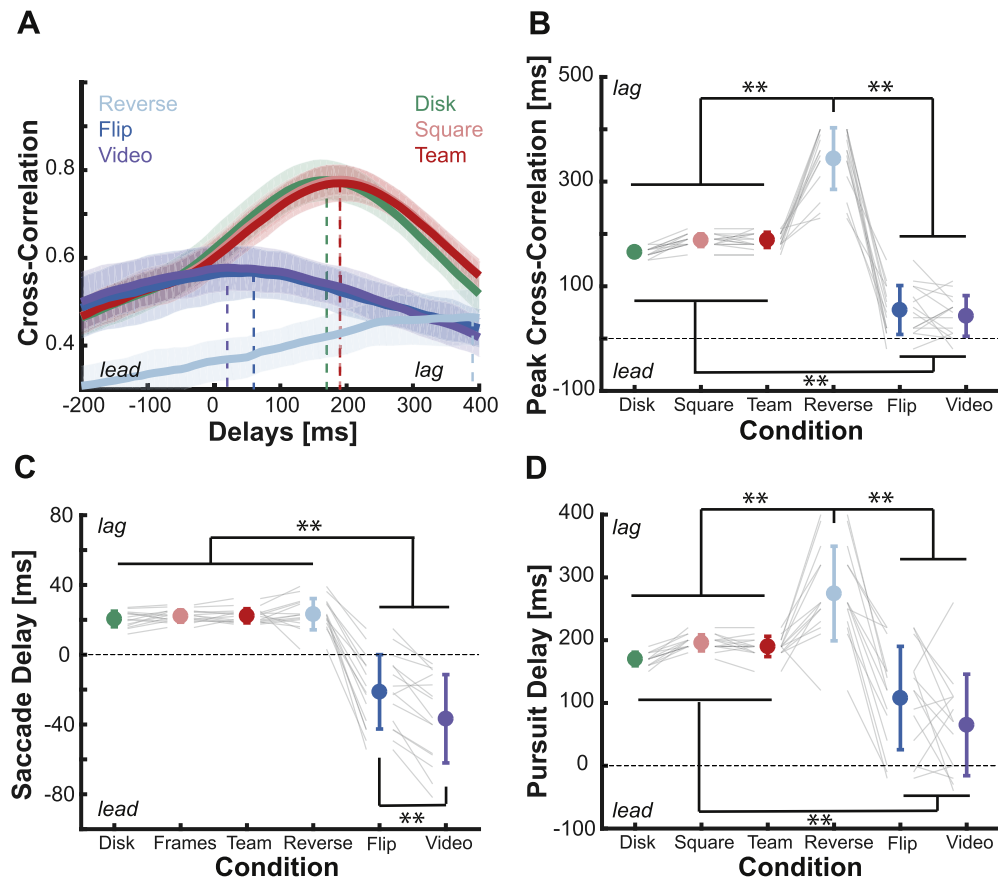 A
Cross-Correlation
Reverse
Flip
Video
Disk
Square
Team
0.8
0.6
0.4
lead
lag
-200
-100
0
100
200
300
400
Delays [ms]
B
Peak Cross-Correlation [ms]
500
300
100
-100
lag
lead
**
**
**
Disk
Square
Team
Reverse
Flip
Video
Condition
C
Saccade Delay [ms]
80
40
0
-40
-80
lag
lead
**
**
Disk
Frames
Team
Reverse
Flip
Video
Condition
D
Pursuit Delay [ms]
400
300
200
100
0
-100
lag
lead
**
**
**
Disk
Square
Team
Reverse
Flip
Video
Condition